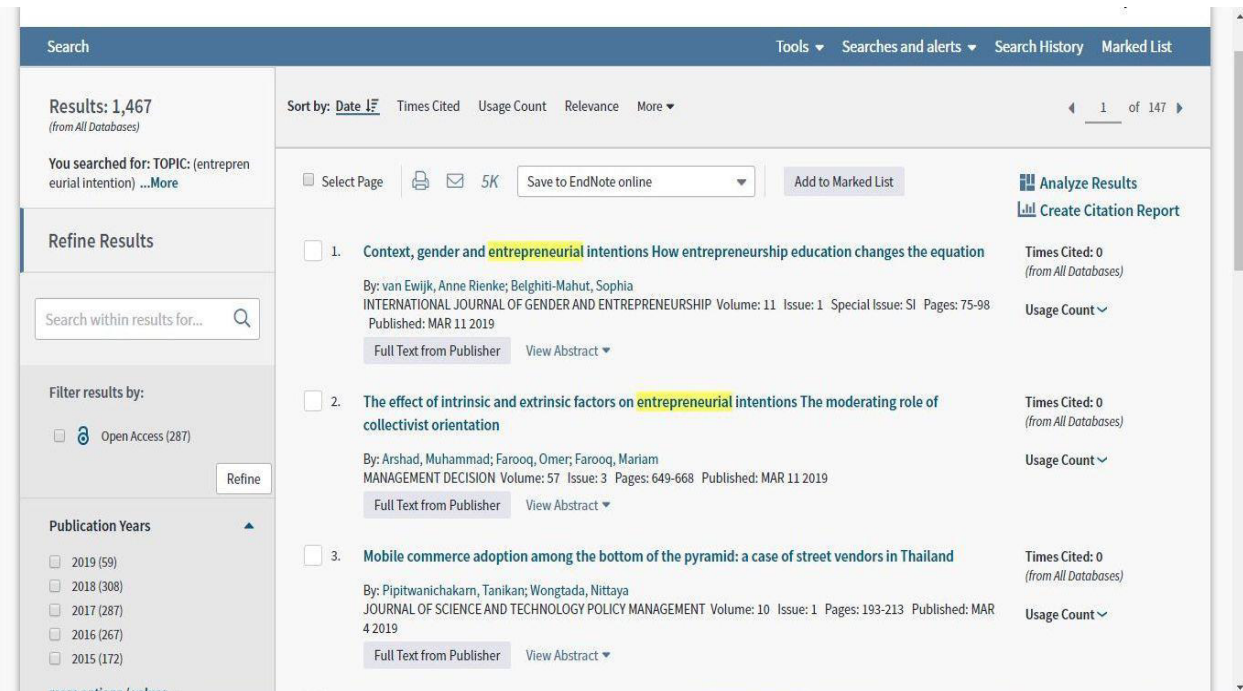 Search
Tools
Searches and alerts
Search History
Marked List
Results: 1,467
(from All Databases)
You searched for: TOPIC: (entrepren
eurial intention) ...More
Refine Results
Search within results for...
Filter results by:
Open Access (287)
Refine
Publication Years
2019 (59)
2018 (308)
2017 (287)
2016 (267)
2015 (172)
Sort by: Date Times Cited Usage Count Relevance More
1 of 147
Select Page 5K Save to EndNote online Add to Marked List
Analyze Results
Create Citation Report
1. Context, gender and entrepreneurial intentions How entrepreneurship education changes the equation
By: van Ewijk, Anne Rienke; Belghiti-Mahut, Sophia
INTERNATIONAL JOURNAL OF GENDER AND ENTREPRENEURSHIP Volume: 11 Issue: 1 Special Issue: SI Pages: 75-98
Published: MAR 11 2019
Full Text from Publisher View Abstract
Times Cited: 0
(from All Databases)
Usage Count
2. The effect of intrinsic and extrinsic factors on entrepreneurial intentions The moderating role of
collectivist orientation
By: Arshad, Muhammad; Farooq, Omer; Farooq, Mariam
MANAGEMENT DECISION Volume: 57 Issue: 3 Pages: 649-668 Published: MAR 11 2019
Full Text from Publisher View Abstract
Times Cited: 0
(from All Databases)
Usage Count
3. Mobile commerce adoption among the bottom of the pyramid: a case of street vendors in Thailand
By: Pipitwanichakarn, Tanikan; Wongtada, Nittaya
JOURNAL OF SCIENCE AND TECHNOLOGY POLICY MANAGEMENT Volume: 10 Issue: 1 Pages: 193-213 Published: MAR
4 2019
Full Text from Publisher View Abstract
Times Cited: 0
(from All Databases)
Usage Count